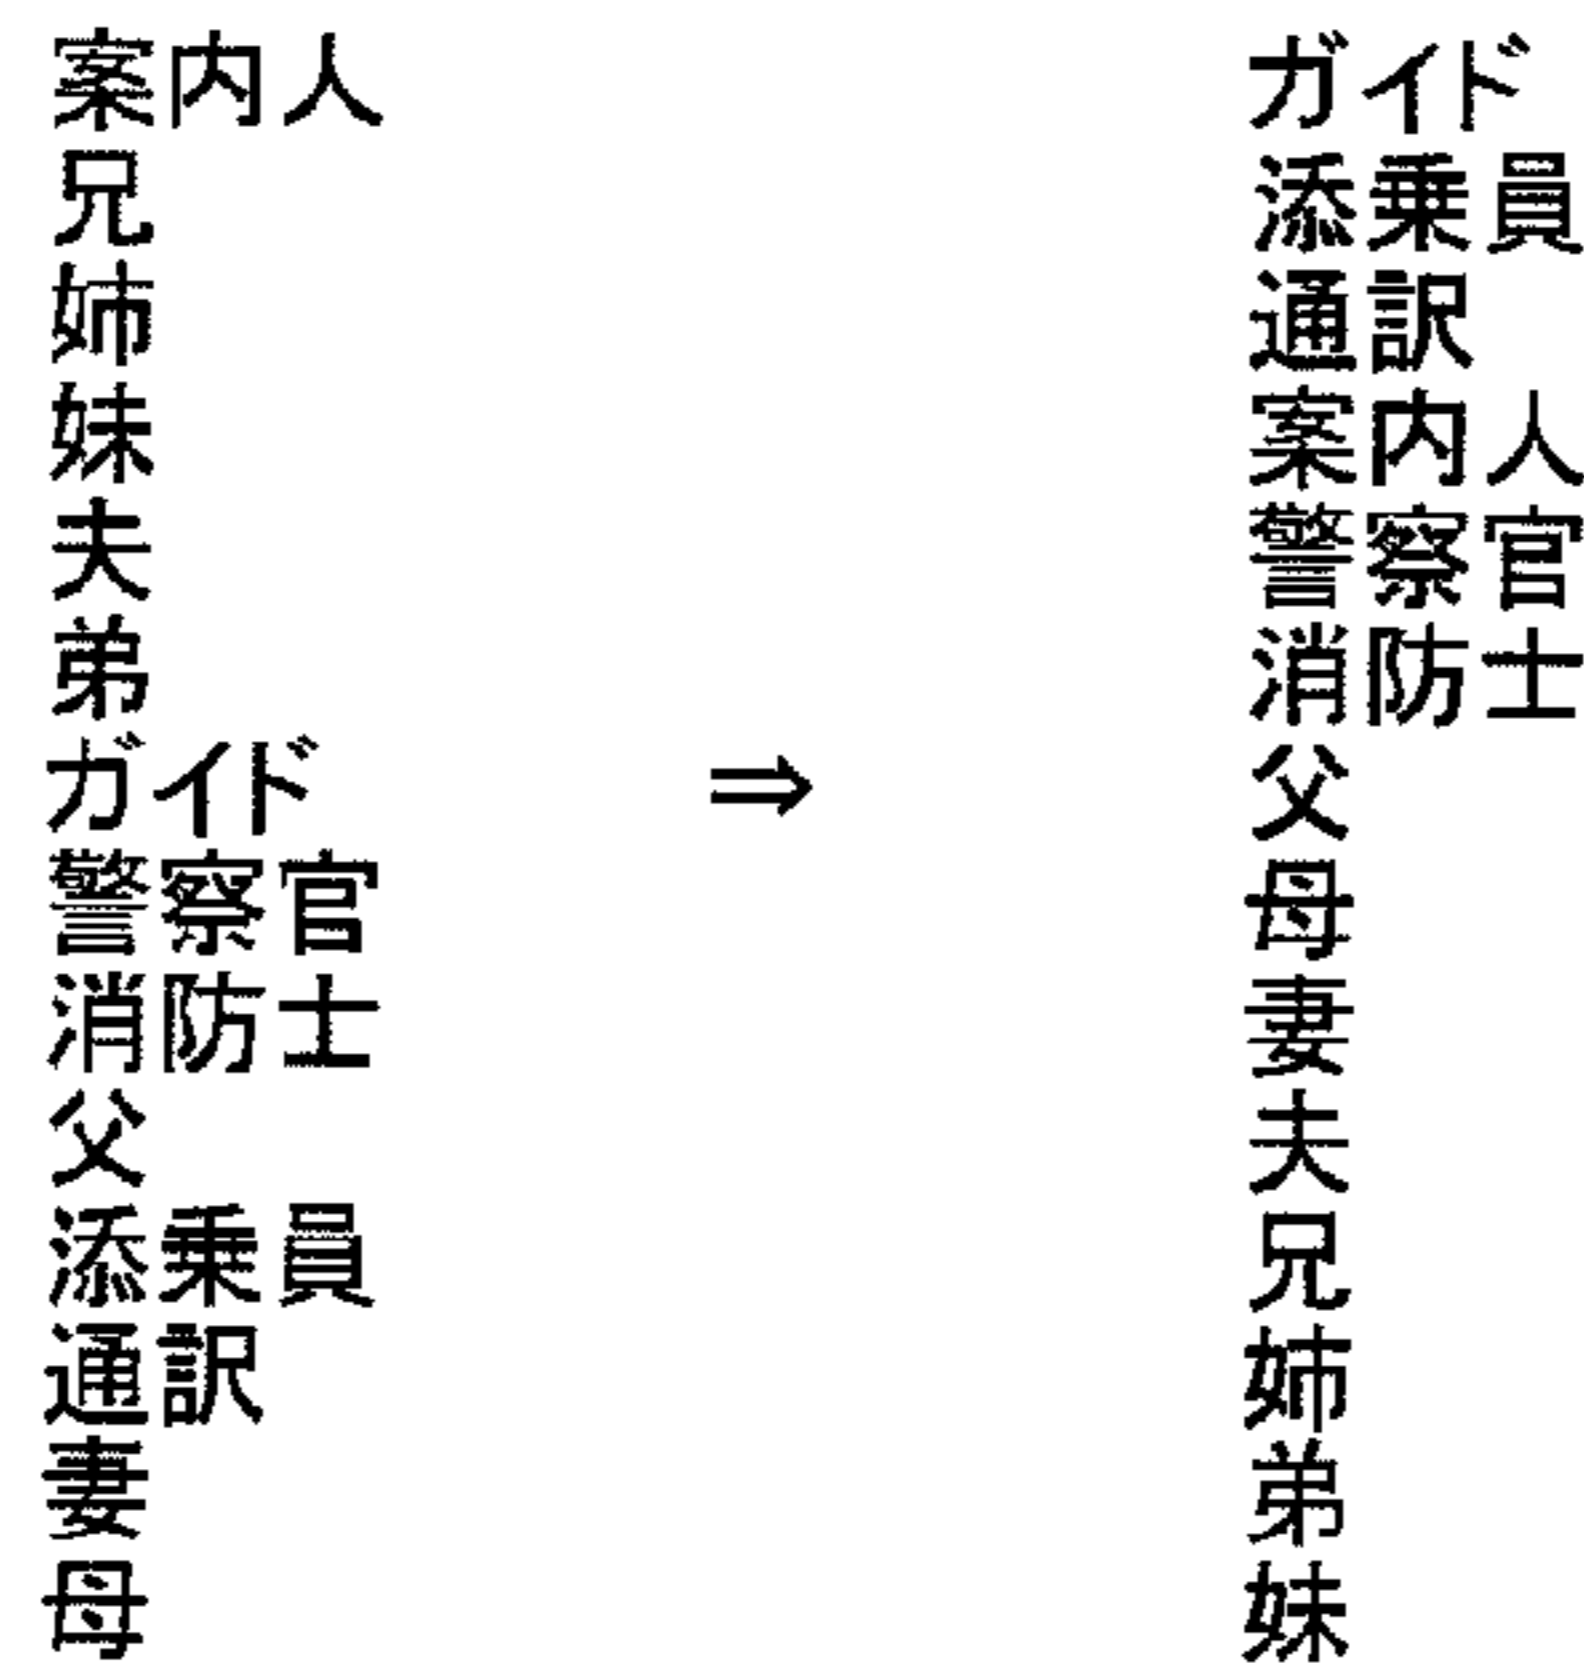 案内人
兄
姉
妹
夫
弟
ガイド
警察官
消防士
父
添乗員
通訳
妻
母
⇒
ガイド
添乗員
通訳
案内人
警察官
消防士
父
母
妻
夫
兄
姉
弟
妹